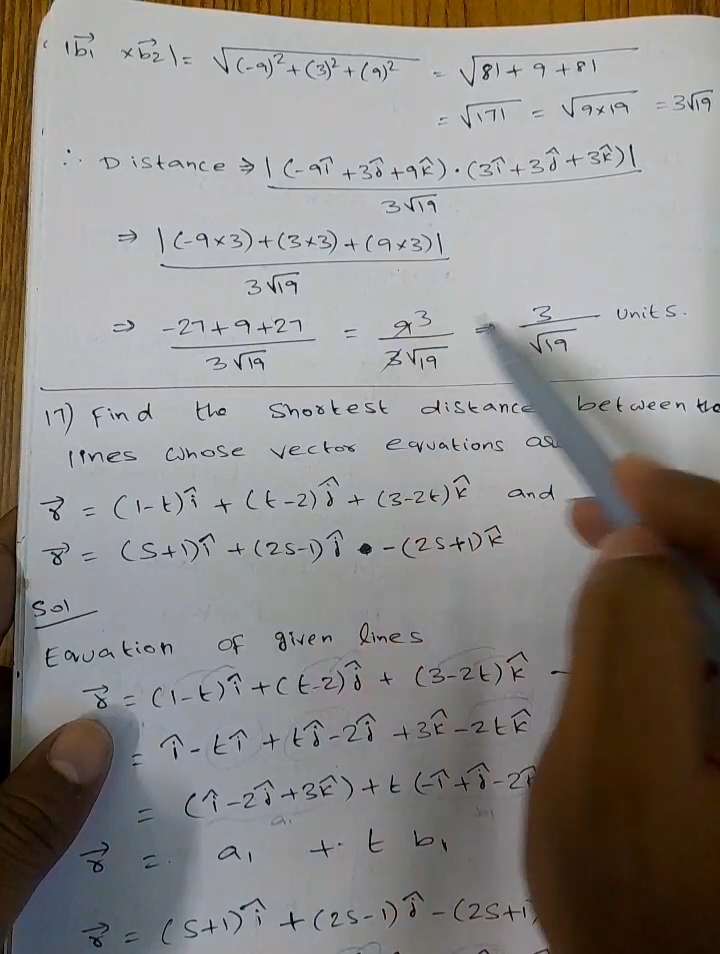 |b₁⃗ × b₂⃗| = √((-9)² + (3)² + (9)²) = √(81 + 9 + 81)
= √171 = √(9×19) = 3√19
∴ Distance ⇒ |(-9î + 3ĵ + 9k̂) · (3î + 3ĵ + 3k̂)| / 3√19
⇒ |(-9×3) + (3×3) + (9×3)| / 3√19
⇒ (-27 + 9 + 27) / 3√19 = 9 3 / 3√19 ⇒ 3/√19 units.
17) Find the shortest distance between the
lines whose vector equations
r⃗ = (1-t)î + (t-2)ĵ + (3-2t)k̂ and
r⃗ = (s+1)î + (2s-1)ĵ - (2s+1)k̂
Sol
Equation of given lines
r⃗ = (1-t)î + (t-2)ĵ + (3-2t)k̂
= î - tî + tĵ - 2ĵ + 3k̂ - 2tk̂
= (î - 2ĵ + 3k̂) + t(-î + ĵ - 2k̂
a₁ b₁
r⃗ = a₁ + t b₁
r⃗ = (s+1)î + (2s-1)ĵ - (2s+1